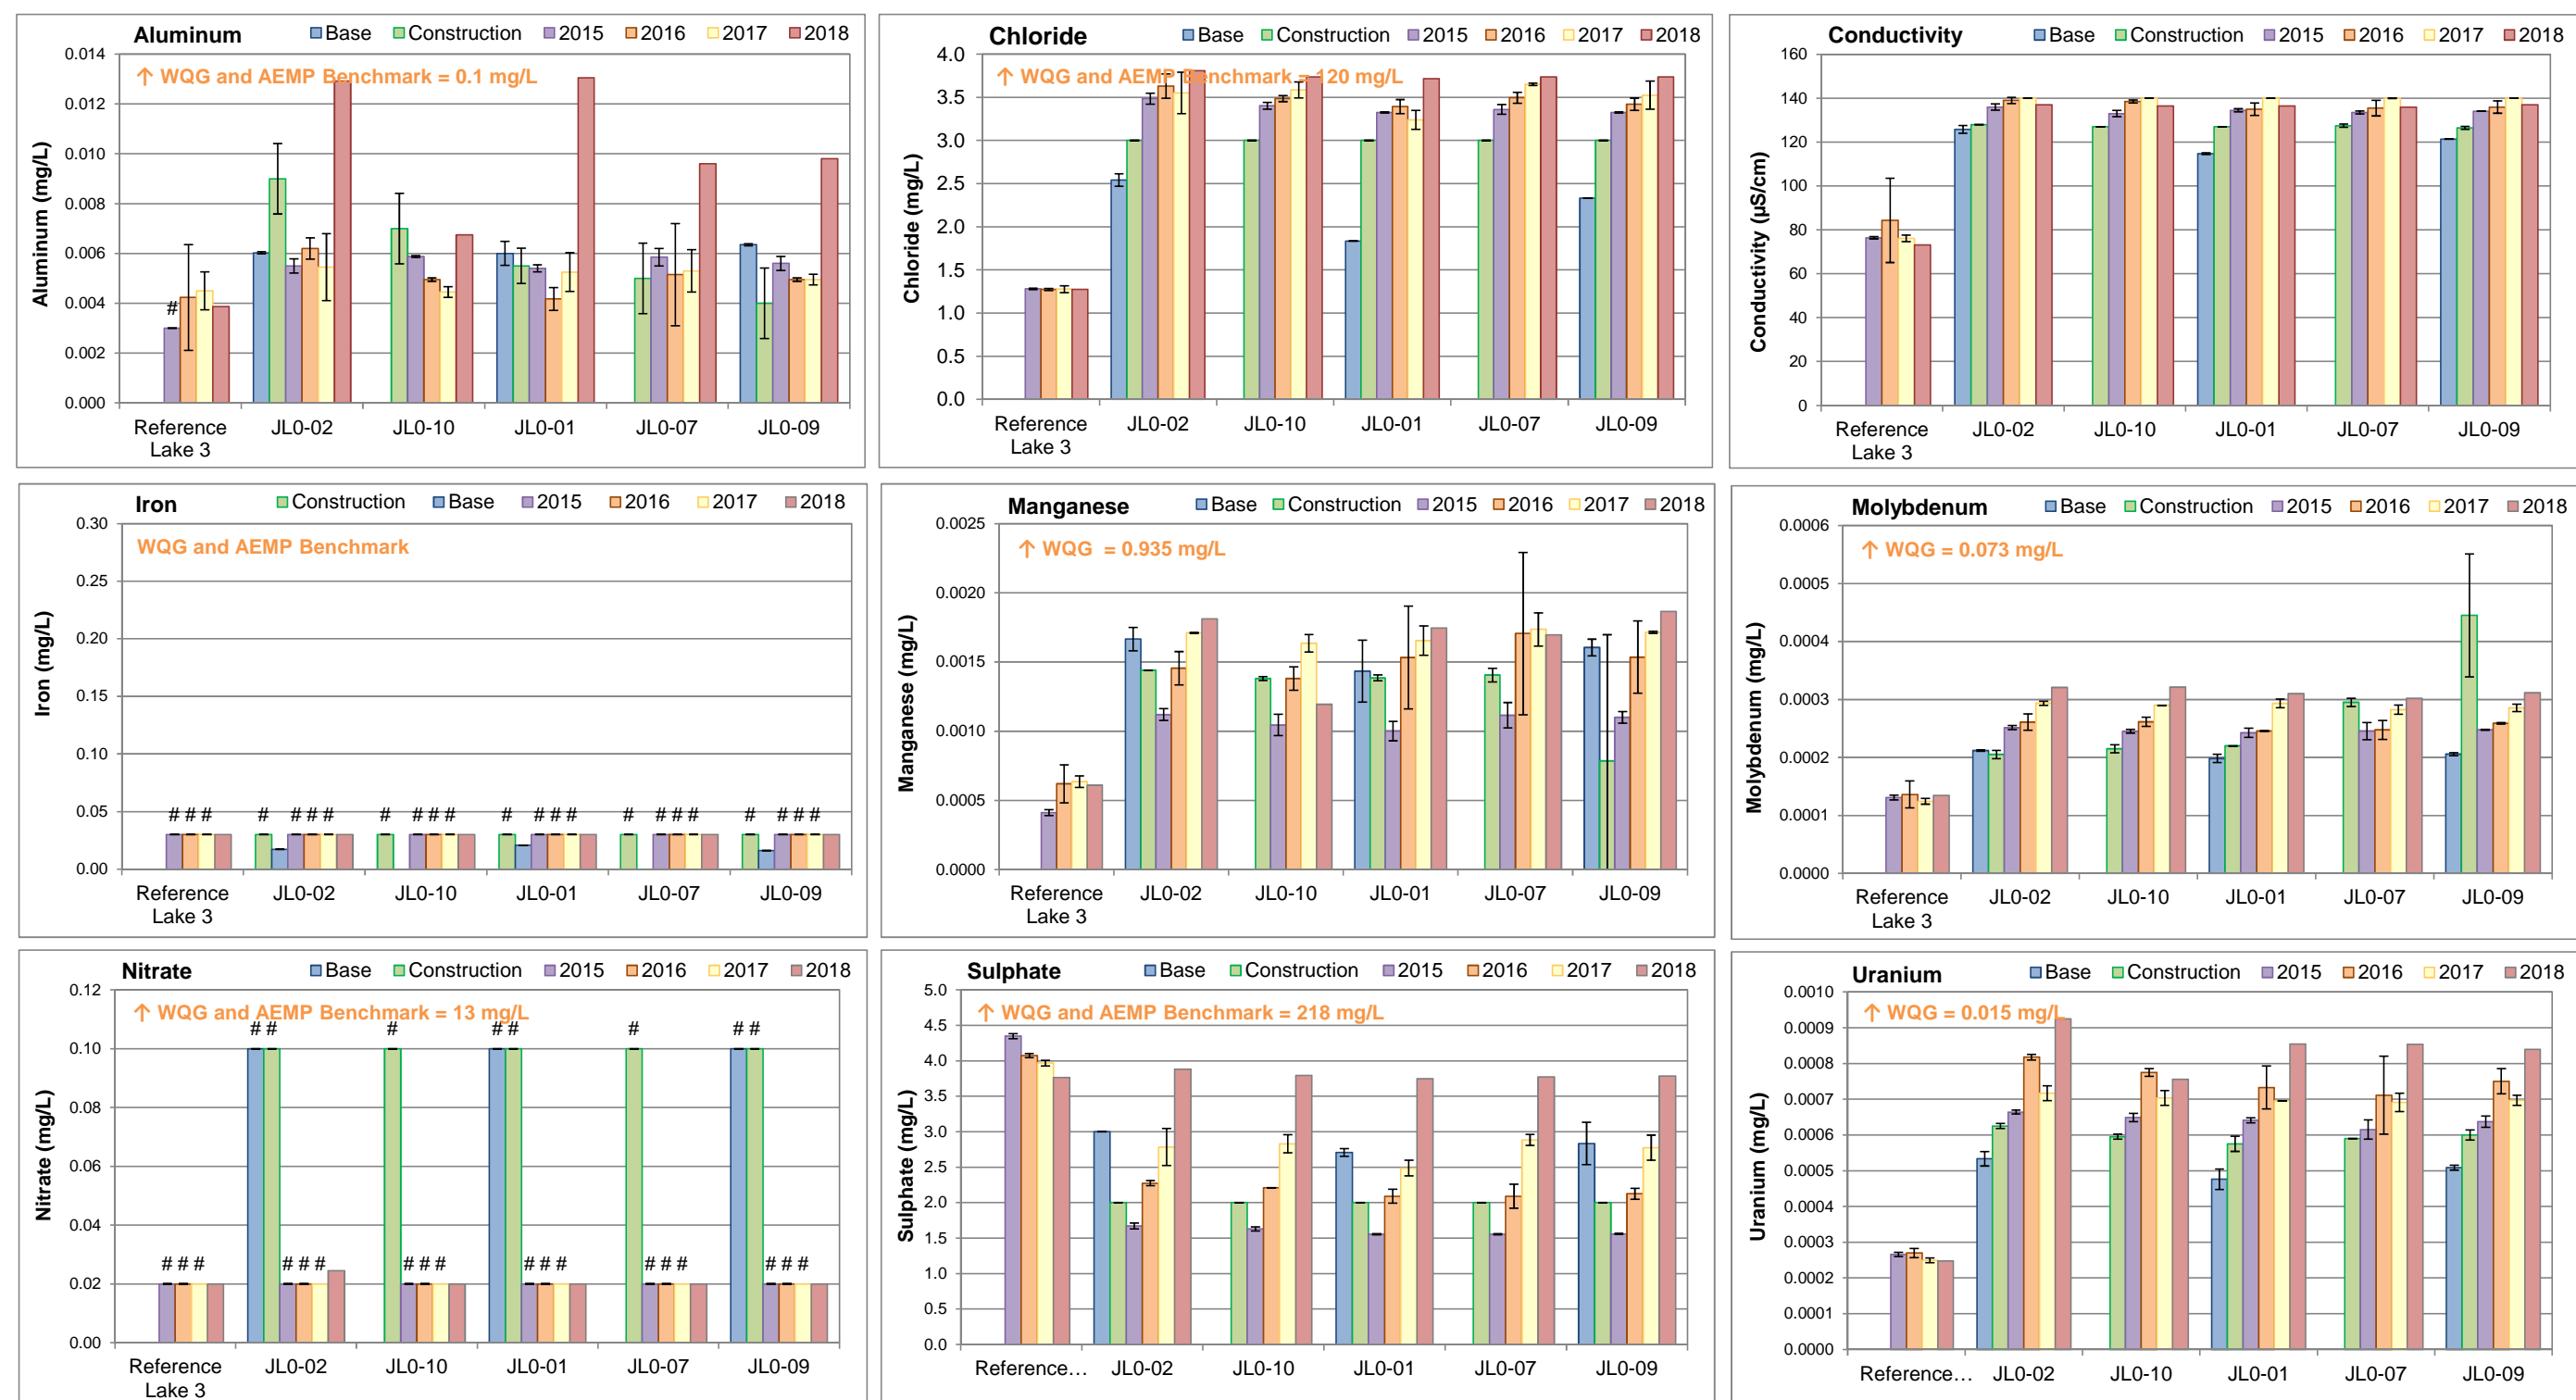 Aluminum Base Construction 2015 2016 2017 2018
↑ WQG and AEMP Benchmark = 0.1 mg/L
Aluminum (mg/L)
0.014
0.012
0.010
0.008
0.006
0.004
0.002
0.000
#
Reference Lake 3 JL0-02 JL0-10 JL0-01 JL0-07 JL0-09
Chloride Base Construction 2015 2016 2017 2018
↑ WQG and AEMP Benchmark = 120 mg/L
Chloride (mg/L)
4.0
3.5
3.0
2.5
2.0
1.5
1.0
0.5
0.0
Reference Lake 3 JL0-02 JL0-10 JL0-01 JL0-07 JL0-09
Conductivity Base Construction 2015 2016 2017 2018
Conductivity (µS/cm)
160
140
120
100
80
60
40
20
0
Reference Lake 3 JL0-02 JL0-10 JL0-01 JL0-07 JL0-09
Iron Construction Base 2015 2016 2017 2018
WQG and AEMP Benchmark
Iron (mg/L)
0.30
0.25
0.20
0.15
0.10
0.05
0.00
# # # # # # # # # # # # # # # # # # # # # # #
Reference Lake 3 JL0-02 JL0-10 JL0-01 JL0-07 JL0-09
Manganese Base Construction 2015 2016 2017 2018
↑ WQG = 0.935 mg/L
Manganese (mg/L)
0.0025
0.0020
0.0015
0.0010
0.0005
0.0000
Reference Lake 3 JL0-02 JL0-10 JL0-01 JL0-07 JL0-09
Molybdenum Base Construction 2015 2016 2017 2018
↑ WQG = 0.073 mg/L
Molybdenum (mg/L)
0.0006
0.0005
0.0004
0.0003
0.0002
0.0001
0.0000
Reference Lake 3 JL0-02 JL0-10 JL0-01 JL0-07 JL0-09
Nitrate Base Construction 2015 2016 2017 2018
↑ WQG and AEMP Benchmark = 13 mg/L
Nitrate (mg/L)
0.12
0.10
0.08
0.06
0.04
0.02
0.00
# # # # # # # #
# # # # # # # # # # # # # # # # # #
Reference Lake 3 JL0-02 JL0-10 JL0-01 JL0-07 JL0-09
Sulphate Base Construction 2015 2016 2017 2018
↑ WQG and AEMP Benchmark = 218 mg/L
Sulphate (mg/L)
5.0
4.5
4.0
3.5
3.0
2.5
2.0
1.5
1.0
0.5
0.0
Reference… JL0-02 JL0-10 JL0-01 JL0-07 JL0-09
Uranium Base Construction 2015 2016 2017 2018
↑ WQG = 0.015 mg/L
Uranium (mg/L)
0.0010
0.0009
0.0008
0.0007
0.0006
0.0005
0.0004
0.0003
0.0002
0.0001
0.0000
Reference… JL0-02 JL0-10 JL0-01 JL0-07 JL0-09